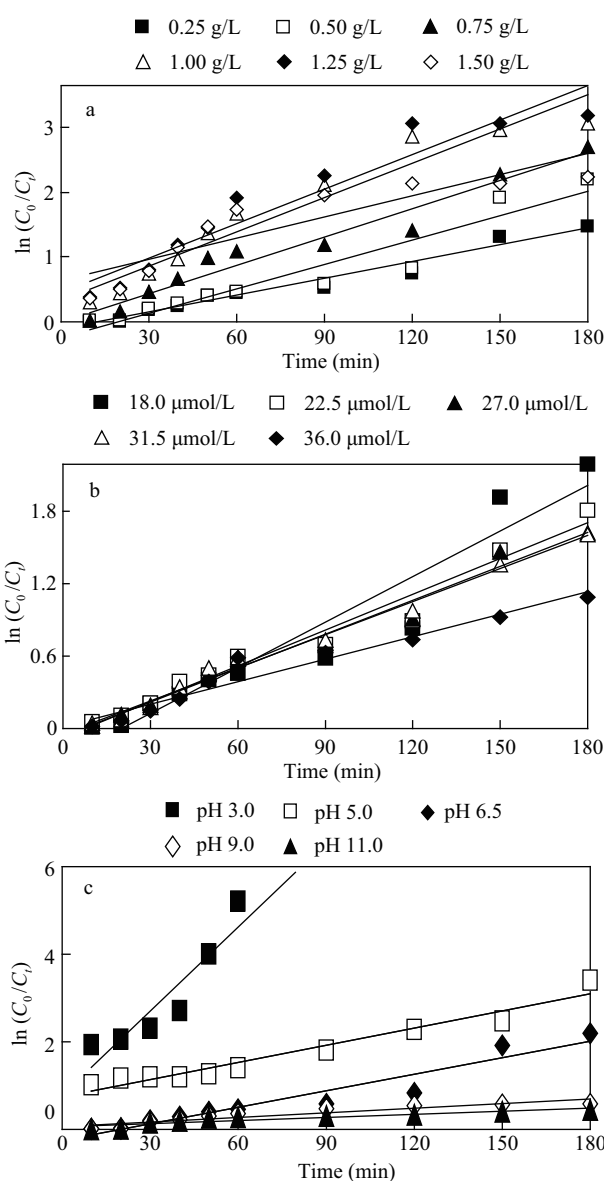 0.25 g/L 0.50 g/L 0.75 g/L
1.00 g/L 1.25 g/L 1.50 g/L
a
ln (C0/Ct)
3
2
1
0
0 30 60 90 120 150 180
Time (min)
18.0 μmol/L 22.5 μmol/L 27.0 μmol/L
31.5 μmol/L 36.0 μmol/L
b
ln (C0/Ct)
1.8
1.2
0.6
0
0 30 60 90 120 150 180
Time (min)
pH 3.0 pH 5.0 pH 6.5
pH 9.0 pH 11.0
c
ln (C0/Ct)
6
4
2
0
0 30 60 90 120 150 180
Time (min)